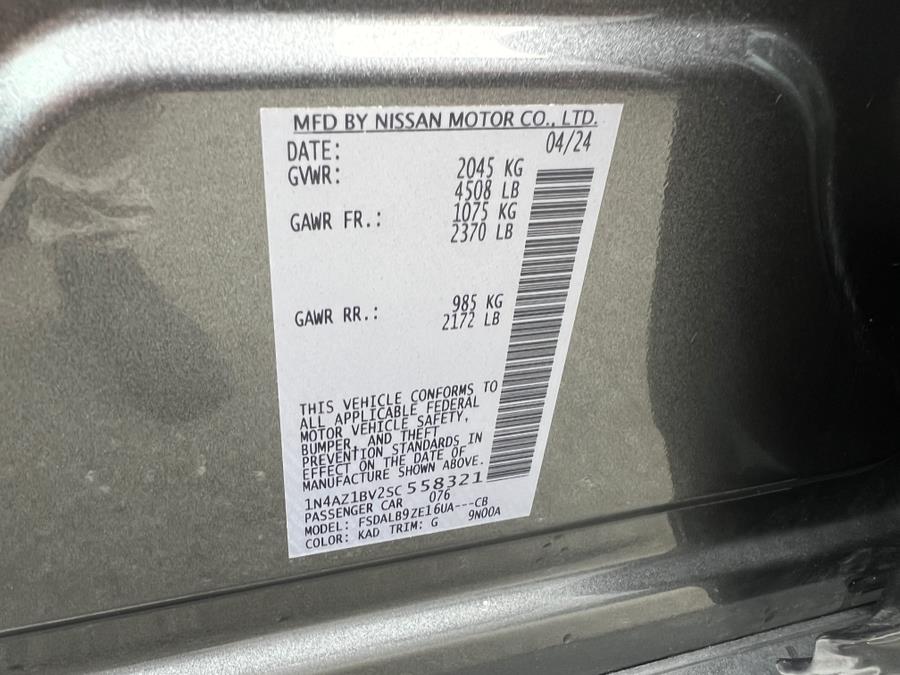 MFD BY NISSAN MOTOR CO., LTD.
DATE: 04/24
GVWR: 2045 KG
4508 LB
GAWR FR.: 1075 KG
2370 LB
GAWR RR.: 985 KG
2172 LB
THIS VEHICLE CONFORMS TO
ALL APPLICABLE FEDERAL
MOTOR VEHICLE SAFETY,
BUMPER, AND THEFT
PREVENTION STANDARDS IN
EFFECT ON THE DATE OF
MANUFACTURE SHOWN ABOVE.
1N4AZ1BV2SC558321
PASSENGER CAR 076
MODEL: FSDALB9ZE16UA---CB
COLOR: KAD TRIM: G 9N00A